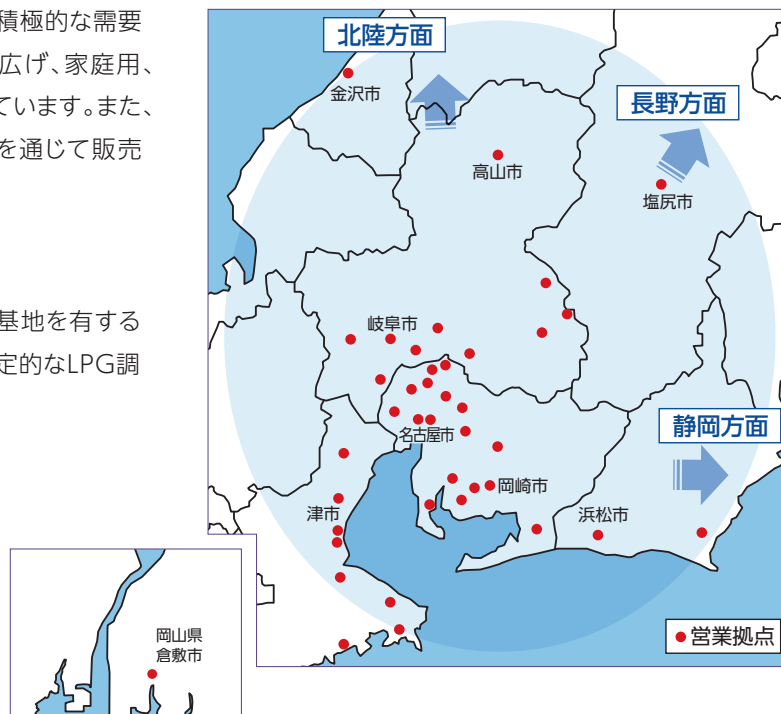 積極的な需要
広げ、家庭用、
ています。また、
を通じて販売
基地を有する
定的なLPG調
北陸方面
金沢市
長野方面
高山市
塩尻市
岐阜市
静岡方面
名古屋市
岡崎市
津市
浜松市
営業拠点
岡山県
倉敷市